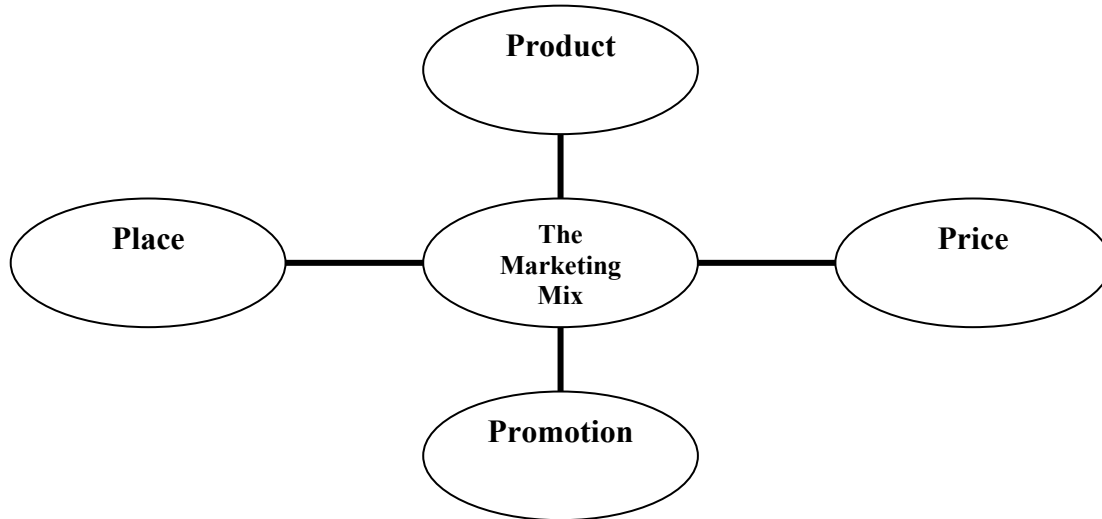 Product
Place
The
Marketing
Mix
Price
Promotion